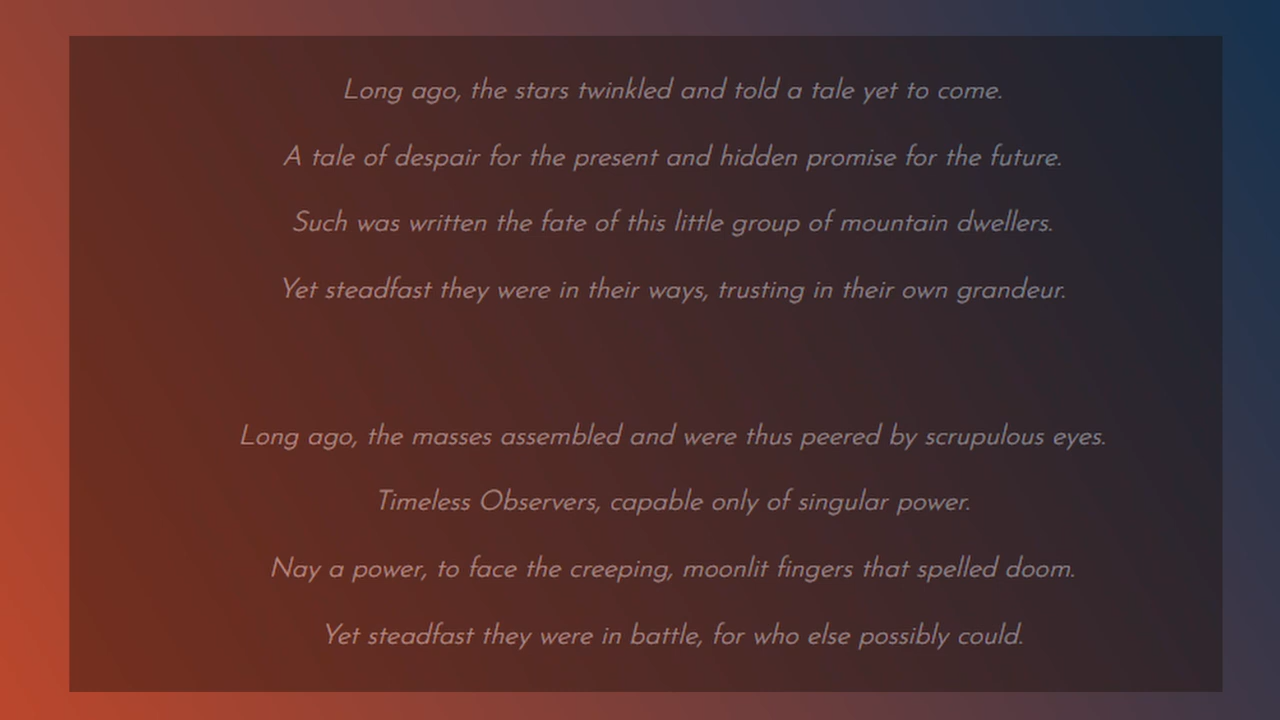 Long ago, the stars twinkled and told a tale yet to come.
A tale of despair for the present and hidden promise for the future.
Such was written the fate of this little group of mountain dwellers.
Yet steadfast they were in their ways, trusting in their own grandeur.
Long ago, the masses assembled and were thus peered by scrupulous eyes.
Timeless Observers, capable only of singular power.
Nay a power, to face the creeping, moonlit fingers that spelled doom.
Yet steadfast they were in battle, for who else possibly could.